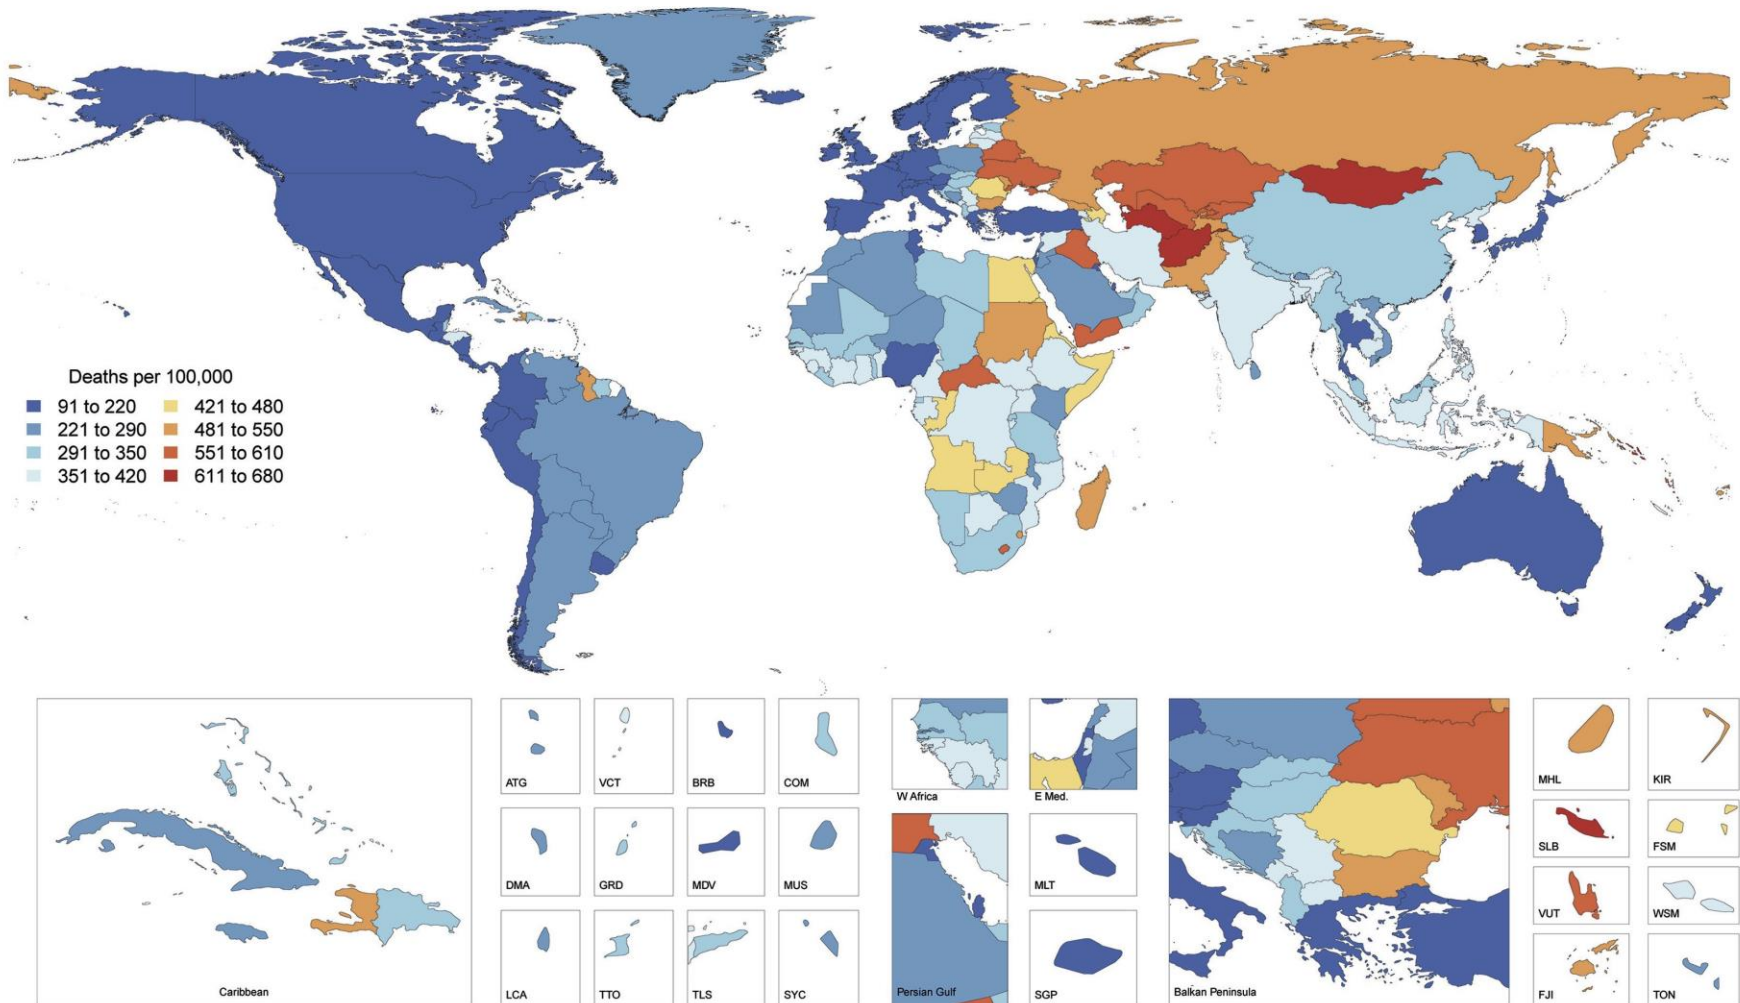 Deaths per 100,000
91 to 220 421 to 480
221 to 290 481 to 550
291 to 350 551 to 610
351 to 420 611 to 680
Caribbean
ATG VCT BRB COM
DMA GRD MDV MUS
LCA TTO TLS SYC
W Africa E Med.
Persian Gulf
MLT
SGP
Balkan Peninsula
MHL KIR
SLB FSM
VUT WSM
FJI TON